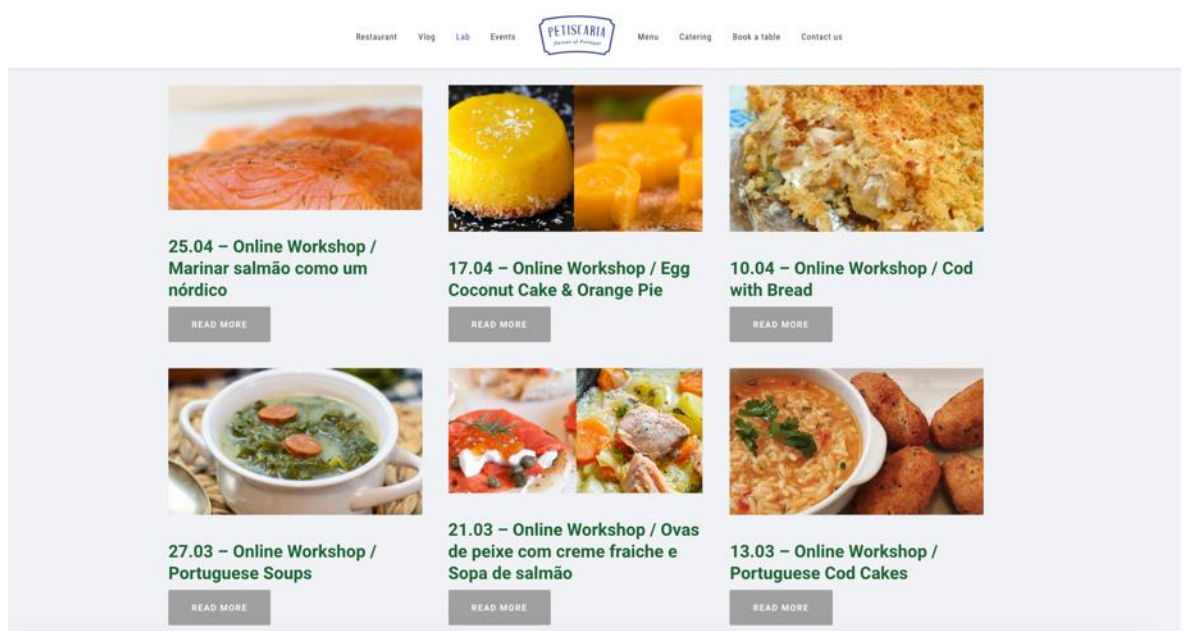 Restaurant Vlog Lab Events PETISCARIA Menu Catering Book a table Contact us
flavour of Portugal
25.04 – Online Workshop /
Marinar salmão como um
nórdico
READ MORE
17.04 – Online Workshop / Egg
Coconut Cake & Orange Pie
READ MORE
10.04 – Online Workshop / Cod
with Bread
READ MORE
27.03 – Online Workshop /
Portuguese Soups
READ MORE
21.03 – Online Workshop / Ovas
de peixe com creme fraiche e
Sopa de salmão
READ MORE
13.03 – Online Workshop /
Portuguese Cod Cakes
READ MORE